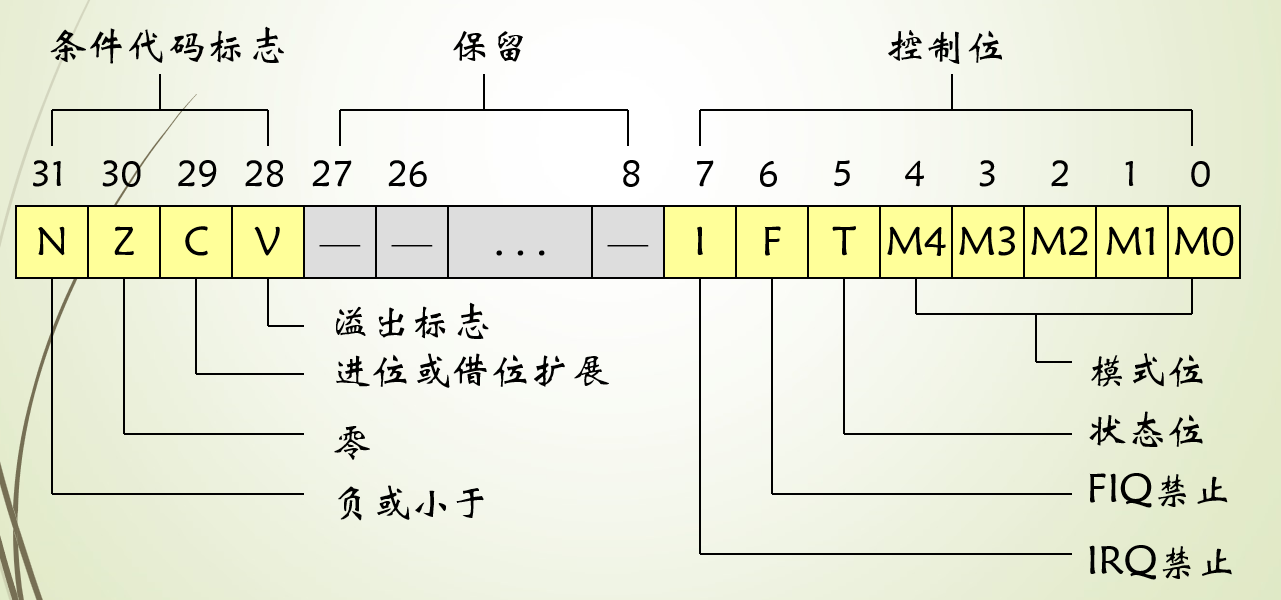 条件代码标志 保留 控制位
31 30 29 28 27 26 8 7 6 5 4 3 2 1 0
N Z C V — — ... — I F T M4 M3 M2 M1 M0
溢出标志
进位或借位扩展
模式位
零
状态位
负或小于
FIQ禁止
IRQ禁止